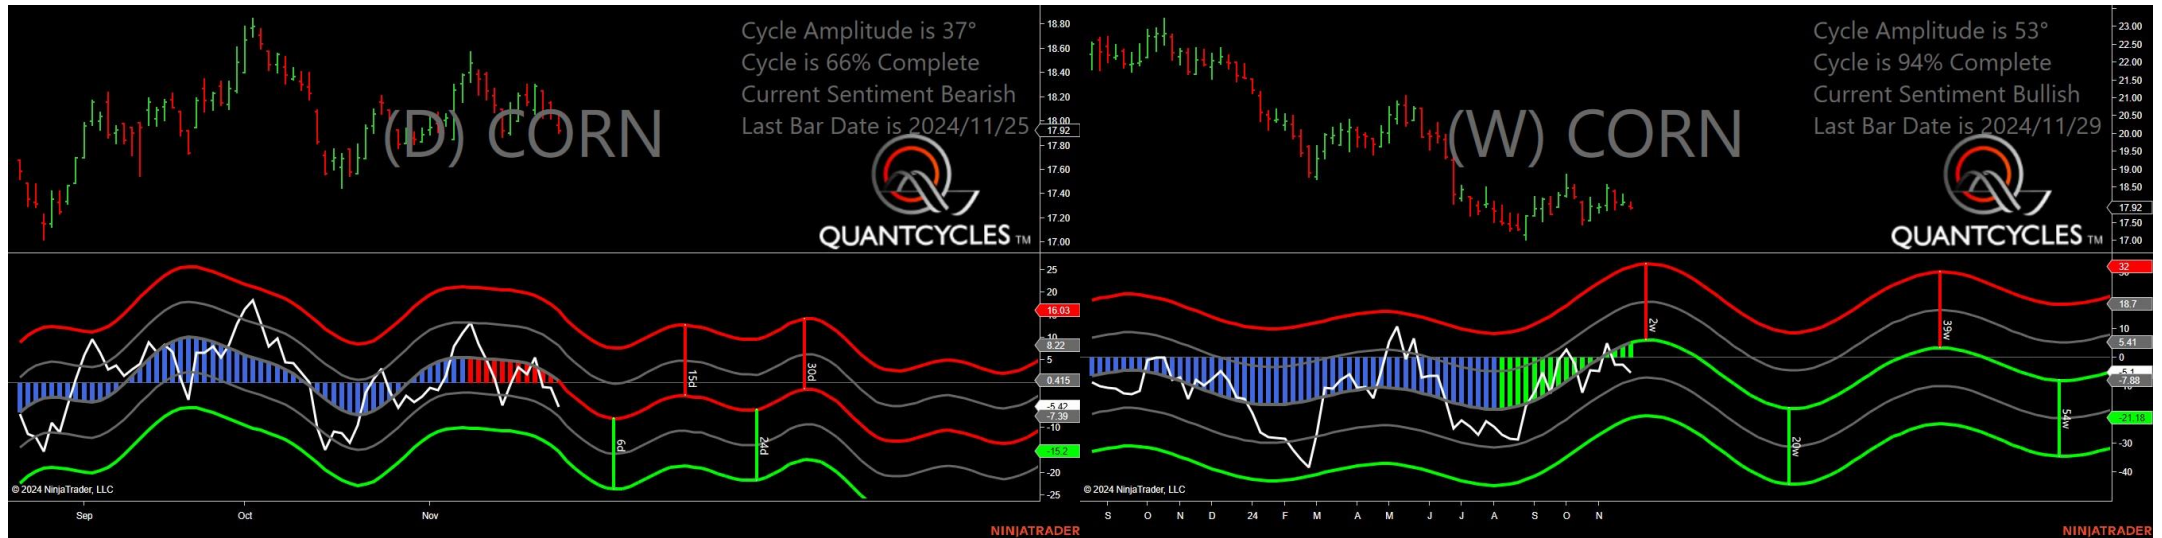 Cycle Amplitude is 37°
Cycle is 66% Complete
Current Sentiment Bearish
Last Bar Date is 2024/11/25
(D) CORN
QUANTCYCLES TM
18.80
18.60
18.40
18.20
18.00
17.92
17.80
17.60
17.40
17.20
17.00
25
20
16.03
10
8.22
5
0.415
-5.42
-7.39
-10
-15.2
-20
-25
6d
15d
24d
30d
© 2024 NinjaTrader, LLC
Sep
Oct
Nov
NINJATRADER
Cycle Amplitude is 53°
Cycle is 94% Complete
Current Sentiment Bullish
Last Bar Date is 2024/11/29
(W) CORN
QUANTCYCLES TM
23.00
22.50
22.00
21.50
21.00
20.50
20.00
19.50
19.00
18.50
17.92
17.50
17.00
32
18.7
10
5.41
0
-5.1
-7.88
-21.18
-30
-40
2w
20w
39w
54w
© 2024 NinjaTrader, LLC
S O N D 24 F M A M J J A S O N
NINJATRADER